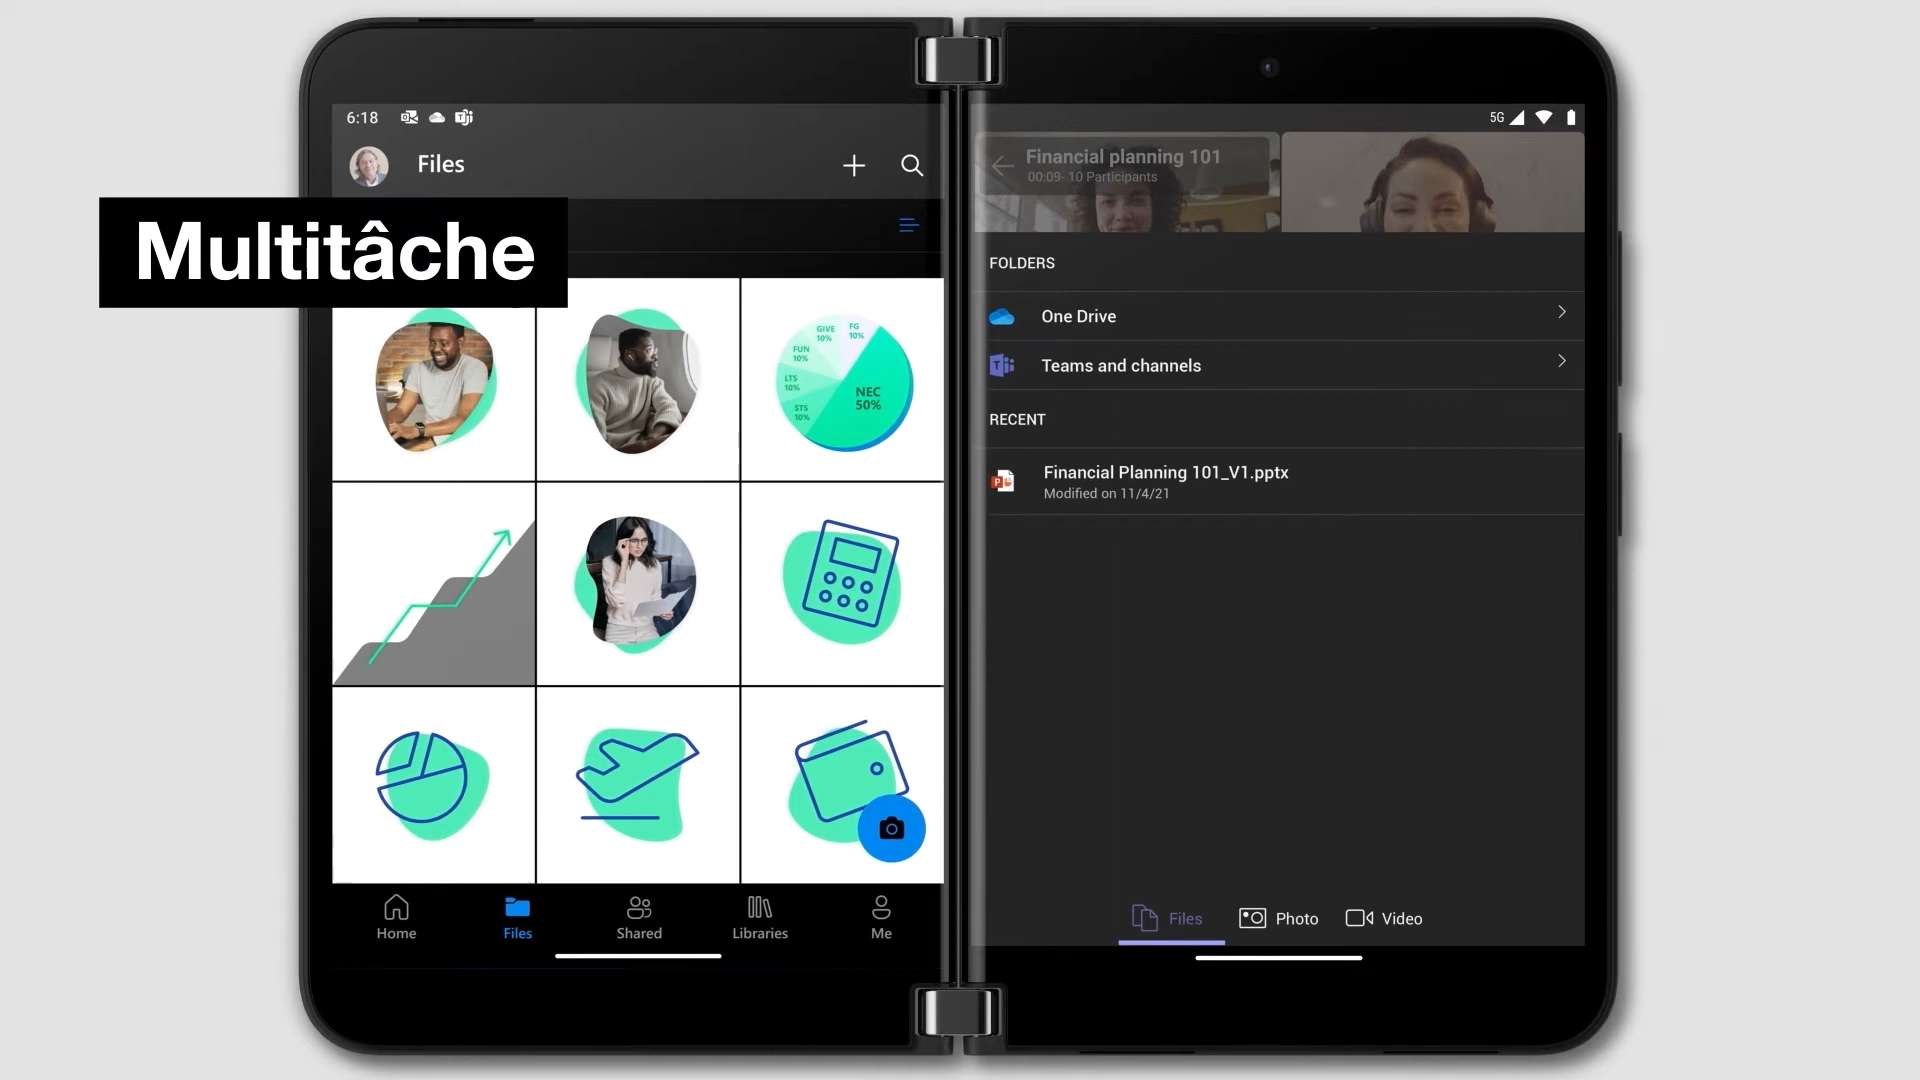 6:18
5G
Files
Financial planning 101
00:09- 10 Participants
Multitâche
FOLDERS
One Drive
Teams and channels
RECENT
Financial Planning 101_V1.pptx
Modified on 11/4/21
GIVE
10%
FG
10%
FUN
10%
LTS
10%
STS
10%
NEC
50%
Home
Files
Shared
Libraries
Me
Files
Photo
Video